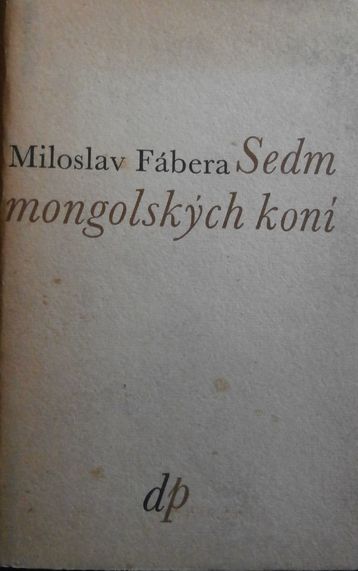 Miloslav Fábera Sedm
mongolských koní
dp